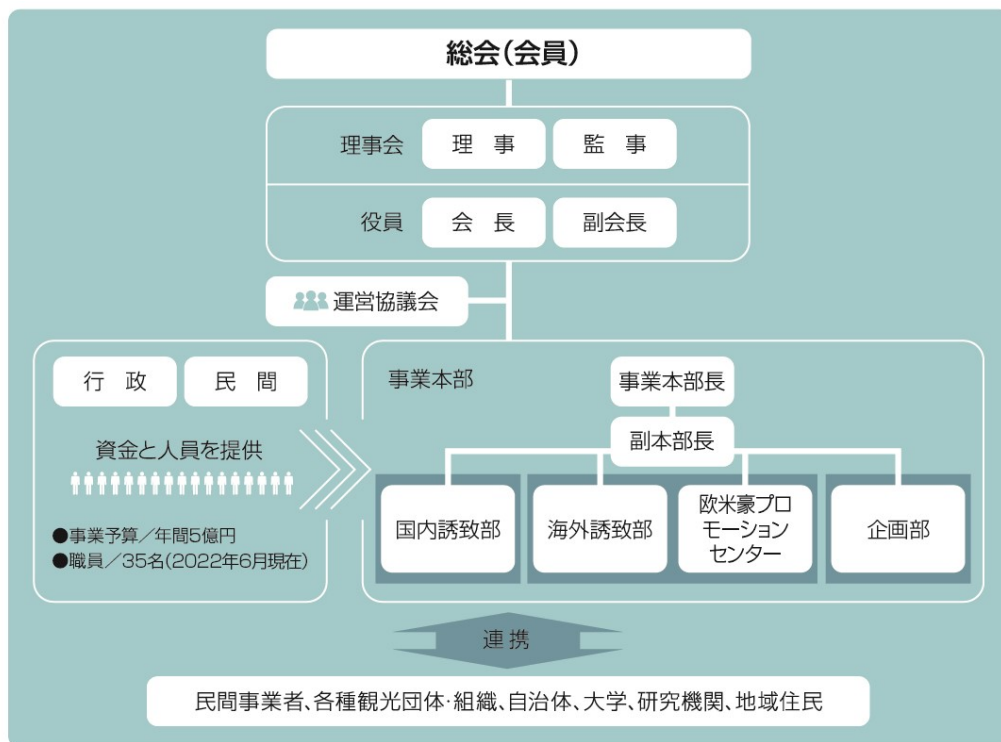 総会(会員)
理事会
理 事
監 事
役員
会 長
副会長
運営協議会
行 政
民 間
資金と人員を提供
●事業予算／年間5億円
●職員／35名(2022年6月現在)
事業本部
事業本部長
副本部長
国内誘致部
海外誘致部
欧米豪プロ
モーション
センター
企画部
連 携
民間事業者、各種観光団体・組織、自治体、大学、研究機関、地域住民